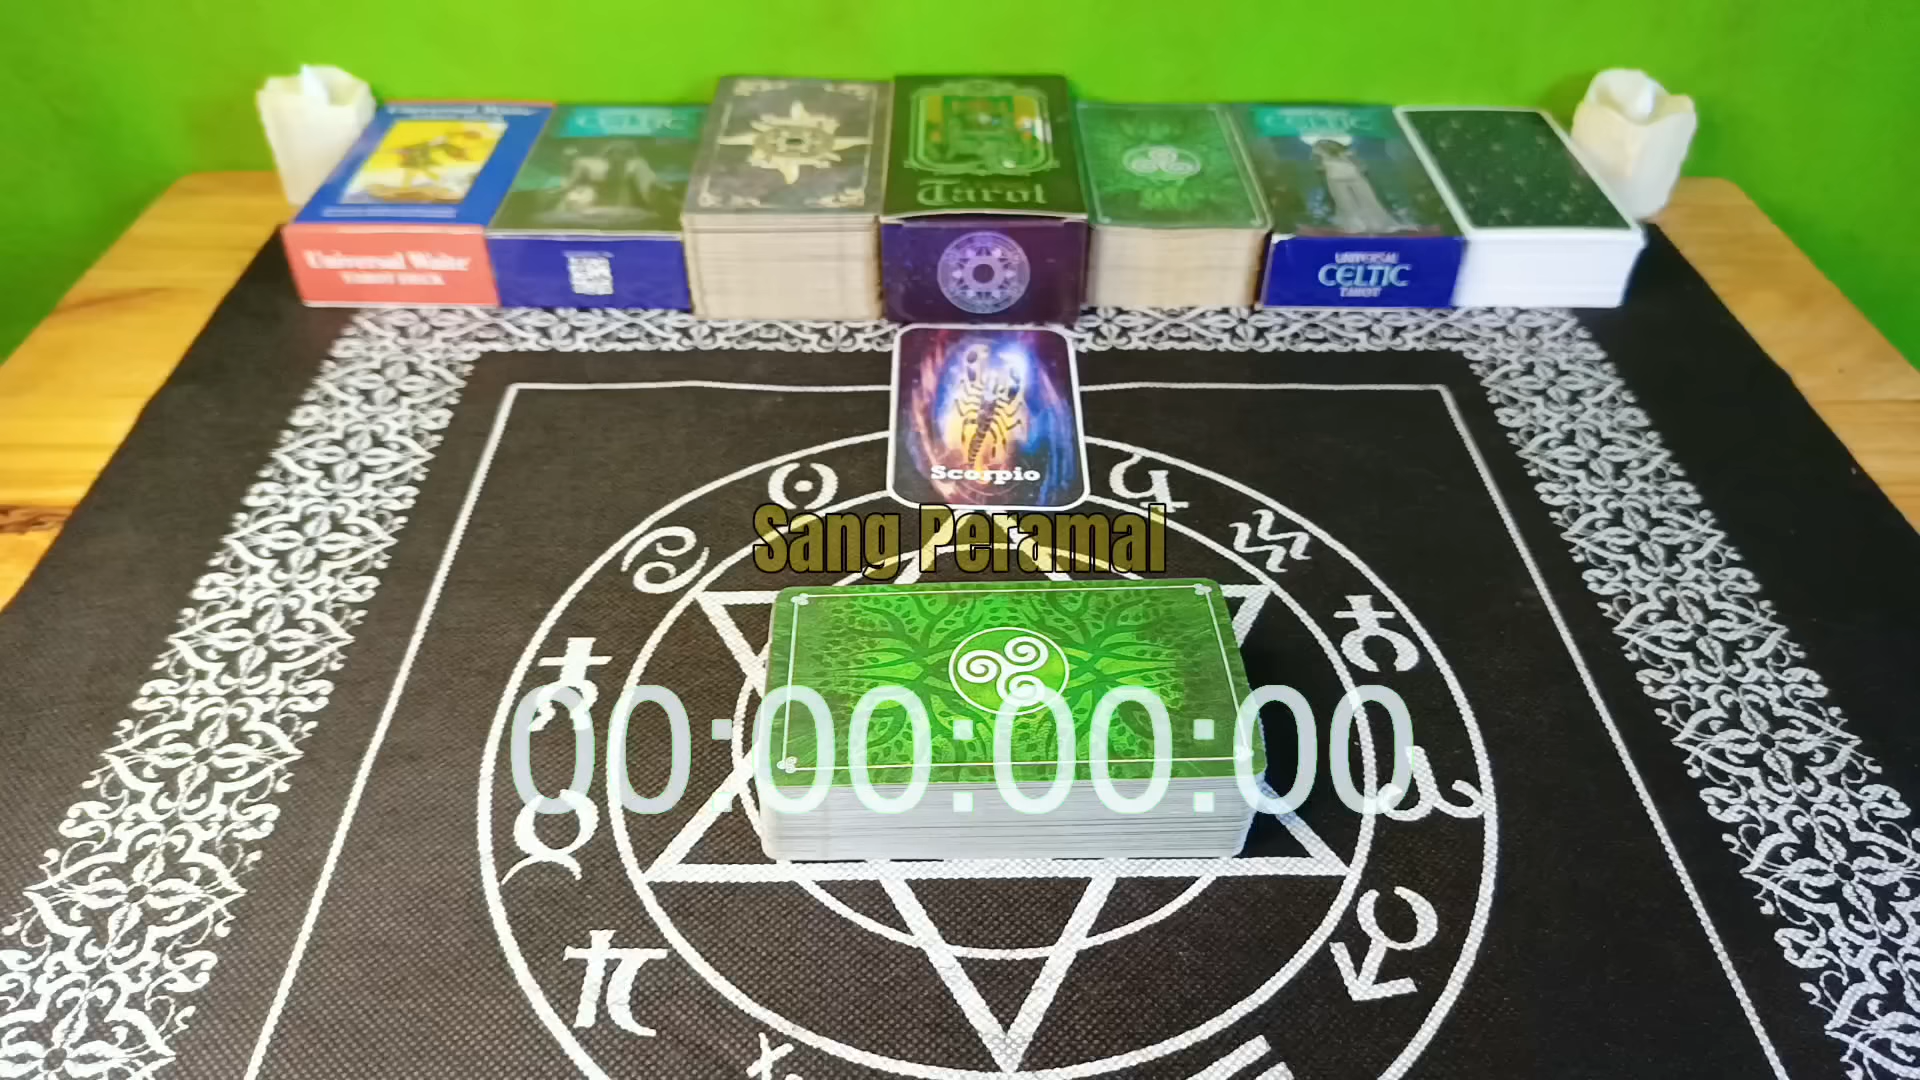 CELTIC
Tarot
Universal Waite
TAROT DECK
UNIVERSAL
CELTIC
TAROT
Scorpio
Sang Peramal
00:00:00:00